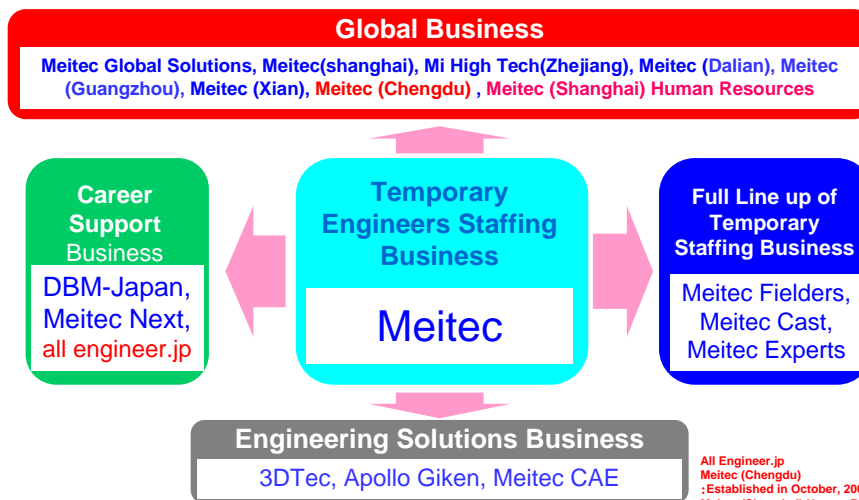 Global Business
Meitec Global Solutions, Meitec(shanghai), Mi High Tech(Zhejiang), Meitec (Dalian), Meitec
(Guangzhou), Meitec (Xian), Meitec (Chengdu) , Meitec (Shanghai) Human Resources
Career
Support
Business
DBM-Japan,
Meitec Next,
all engineer.jp
Temporary
Engineers Staffing
Business
Meitec
Full Line up of
Temporary
Staffing Business
Meitec Fielders,
Meitec Cast,
Meitec Experts
Engineering Solutions Business
3DTec, Apollo Giken, Meitec CAE
All Engineer.jp
Meitec (Chengdu)
:Established in October,